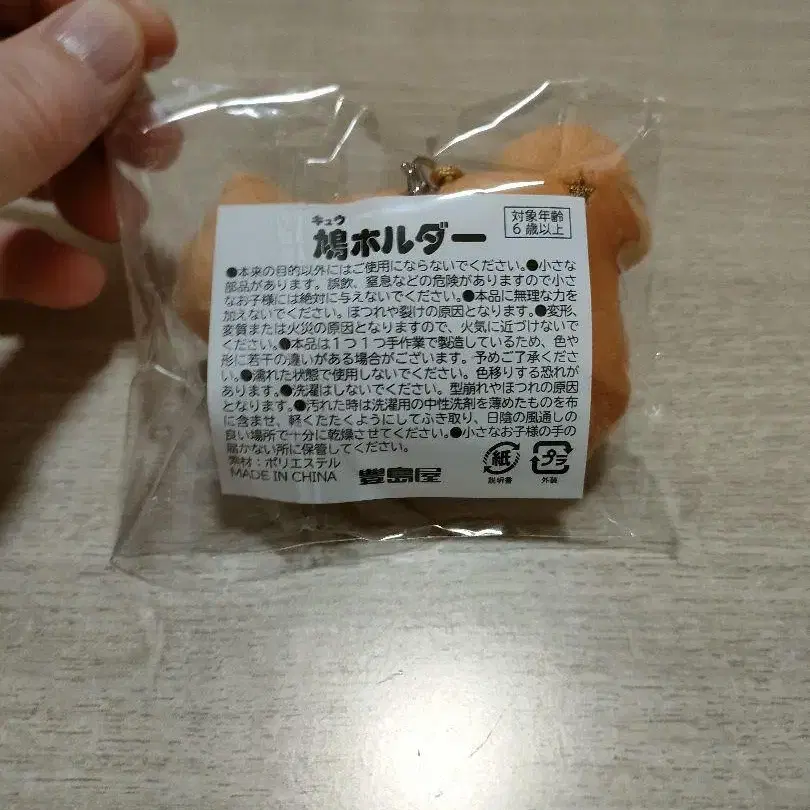 キュウ
鳩ホルダー
対象年齢
6歳以上
●本来の目的以外にはご使用にならないでください。●小さな
部品があります。誤飲、窒息などの危険がありますので小さ
なお子様には絶対に与えないでください。●本品に無理な力を
加えないでください。ほつれや裂けの原因となります。●変形、
変質または火災の原因となりますので、火気に近づけないで
ください。●本品は1つ1つ手作業で製造しているため、色や
形に若干の違いがある場合がございます。予めご了承くださ
い。●濡れた状態で使用しないでください。色移りする恐れが
あります。●洗濯はしないでください。型崩れやほつれの原因
となります。●汚れた時は洗濯用の中性洗剤を薄めたものを布
に含ませ、軽くたたくようにしてふき取り、日陰の風通しの
良い場所で十分に乾燥させてください。●小さなお子様の手の
届かない所に保管してください。
素材：ポリエステル
MADE IN CHINA
豊島屋
紙
説明書
プラ
外装